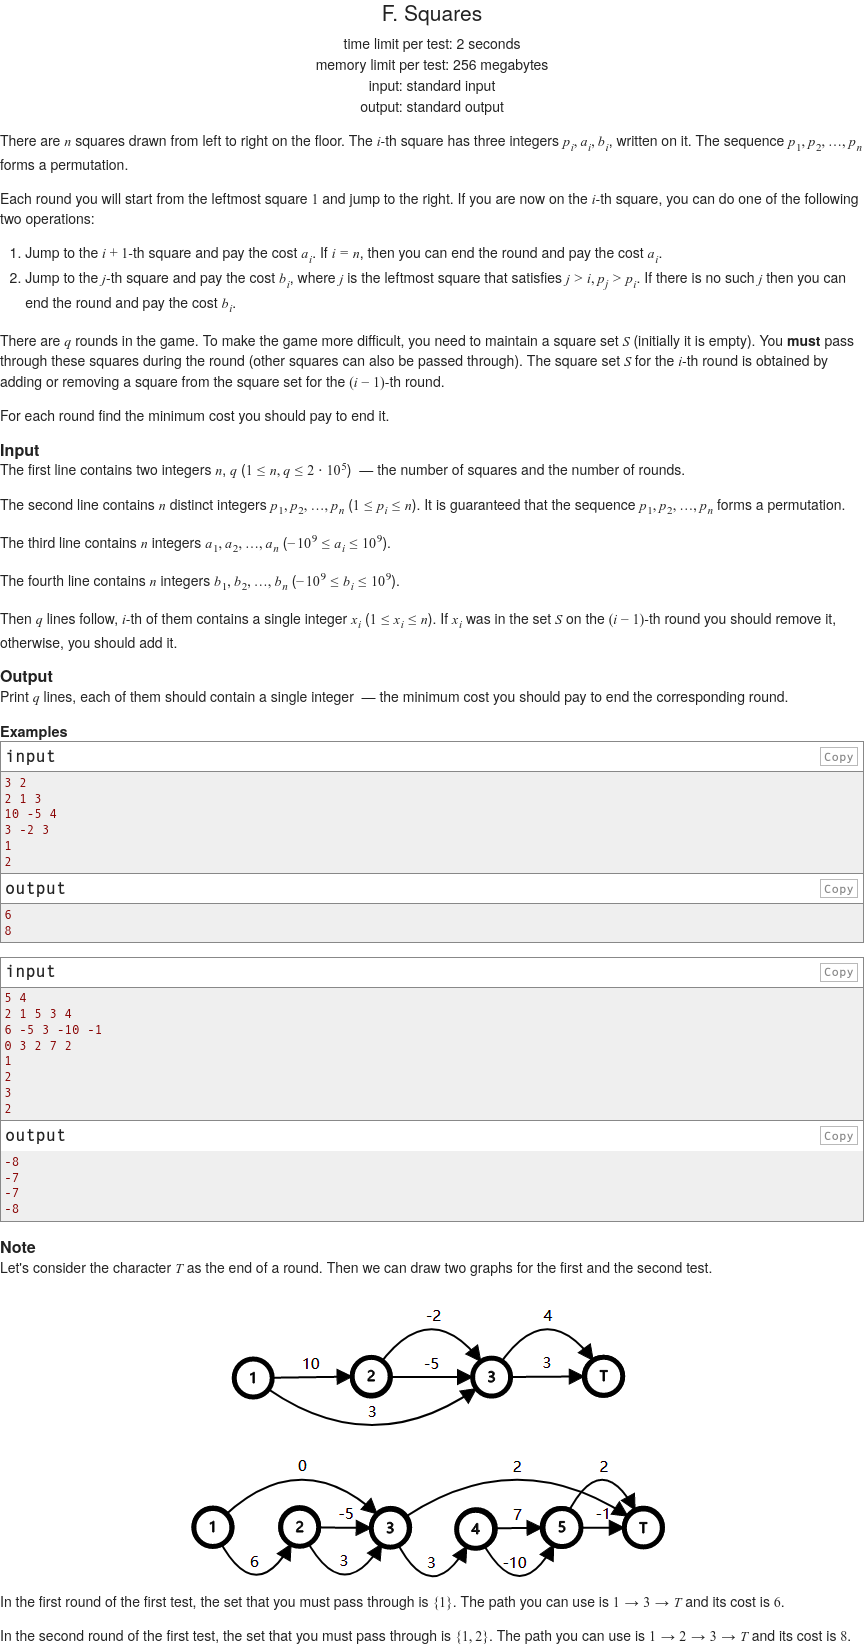 F. Squares
time limit per test: 2 seconds
memory limit per test: 256 megabytes
input: standard input
output: standard output
There are n squares drawn from left to right on the floor. The i-th square has three integers p_i, a_i, b_i, written on it. The sequence p_1, p_2, …, p_n
forms a permutation.
Each round you will start from the leftmost square 1 and jump to the right. If you are now on the i-th square, you can do one of the following
two operations:
1. Jump to the i + 1-th square and pay the cost a_i. If i = n, then you can end the round and pay the cost a_i.
2. Jump to the j-th square and pay the cost b_i, where j is the leftmost square that satisfies j > i, p_j > p_i. If there is no such j then you can
end the round and pay the cost b_i.
There are q rounds in the game. To make the game more difficult, you need to maintain a square set S (initially it is empty). You must pass
through these squares during the round (other squares can also be passed through). The square set S for the i-th round is obtained by
adding or removing a square from the square set for the (i − 1)-th round.
For each round find the minimum cost you should pay to end it.
Input
The first line contains two integers n, q (1 ≤ n, q ≤ 2 · 10^5)  — the number of squares and the number of rounds.
The second line contains n distinct integers p_1, p_2, …, p_n (1 ≤ p_i ≤ n). It is guaranteed that the sequence p_1, p_2, …, p_n forms a permutation.
The third line contains n integers a_1, a_2, …, a_n (−10^9 ≤ a_i ≤ 10^9).
The fourth line contains n integers b_1, b_2, …, b_n (−10^9 ≤ b_i ≤ 10^9).
Then q lines follow, i-th of them contains a single integer x_i (1 ≤ x_i ≤ n). If x_i was in the set S on the (i − 1)-th round you should remove it,
otherwise, you should add it.
Output
Print q lines, each of them should contain a single integer  — the minimum cost you should pay to end the corresponding round.
Examples
input Copy
3 2
2 1 3
10 -5 4
3 -2 3
1
2
output Copy
6
8
input Copy
5 4
2 1 5 3 4
6 -5 3 -10 -1
0 3 2 7 2
1
2
3
2
output Copy
-8
-7
-7
-8
Note
Let's consider the character T as the end of a round. Then we can draw two graphs for the first and the second test.
-2 4
1 10 2 -5 3 3 T
3
0 2 2
1 2 -5 3 4 7 5 -1 T
6 3 3 -10
In the first round of the first test, the set that you must pass through is {1}. The path you can use is 1 → 3 → T and its cost is 6.
In the second round of the first test, the set that you must pass through is {1, 2}. The path you can use is 1 → 2 → 3 → T and its cost is 8.